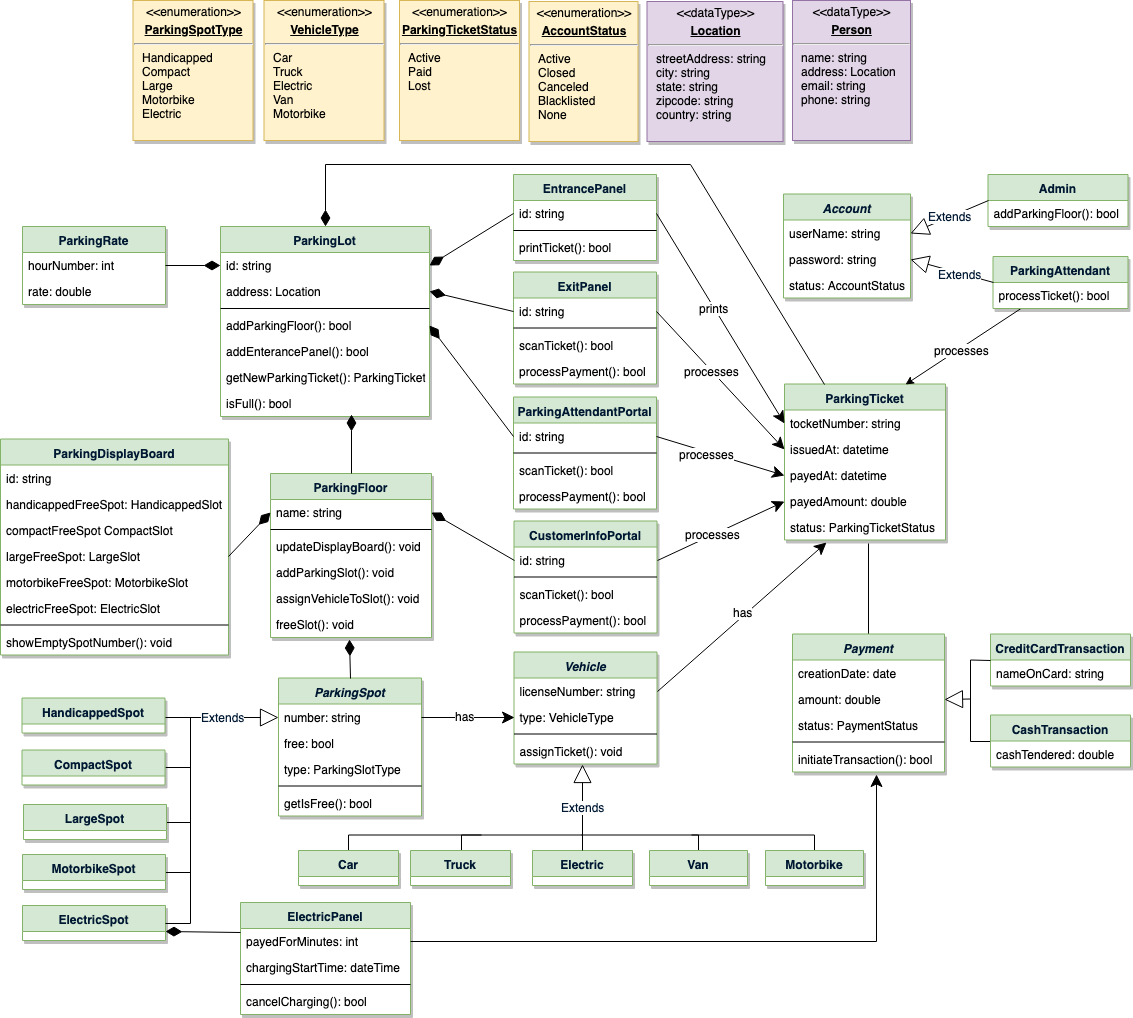 <<enumeration>>
ParkingSpotType
Handicapped
Compact
Large
Motorbike
Electric
<<enumeration>>
VehicleType
Car
Truck
Electric
Van
Motorbike
<<enumeration>>
ParkingTicketStatus
Active
Paid
Lost
<<enumeration>>
AccountStatus
Active
Closed
Canceled
Blacklisted
None
<<dataType>>
Location
streetAddress: string
city: string
state: string
zipcode: string
country: string
<<dataType>>
Person
name: string
address: Location
email: string
phone: string
ParkingRate
hourNumber: int
rate: double
ParkingLot
id: string
address: Location
addParkingFloor(): bool
addEnterancePanel(): bool
getNewParkingTicket(): ParkingTicket
isFull(): bool
EntrancePanel
id: string
printTicket(): bool
ExitPanel
id: string
scanTicket(): bool
processPayment(): bool
ParkingAttendantPortal
id: string
scanTicket(): bool
processPayment(): bool
CustomerInfoPortal
id: string
scanTicket(): bool
processPayment(): bool
prints
processes
processes
processes
Account
userName: string
password: string
status: AccountStatus
Extends
Extends
Admin
addParkingFloor(): bool
ParkingAttendant
processTicket(): bool
processes
ParkingTicket
tocketNumber: string
issuedAt: datetime
payedAt: datetime
payedAmount: double
status: ParkingTicketStatus
ParkingDisplayBoard
id: string
handicappedFreeSpot: HandicappedSlot
compactFreeSpot CompactSlot
largeFreeSpot: LargeSlot
motorbikeFreeSpot: MotorbikeSlot
electricFreeSpot: ElectricSlot
showEmptySpotNumber(): void
ParkingFloor
name: string
updateDisplayBoard(): void
addParkingSlot(): void
assignVehicleToSlot(): void
freeSlot(): void
has
Vehicle
licenseNumber: string
type: VehicleType
assignTicket(): void
Payment
creationDate: date
amount: double
status: PaymentStatus
initiateTransaction(): bool
CreditCardTransaction
nameOnCard: string
CashTransaction
cashTendered: double
ParkingSpot
number: string
free: bool
type: ParkingSlotType
getIsFree(): bool
has
Extends
HandicappedSpot
CompactSpot
LargeSpot
MotorbikeSpot
ElectricSpot
Extends
Car
Truck
Electric
Van
Motorbike
ElectricPanel
payedForMinutes: int
chargingStartTime: dateTime
cancelCharging(): bool